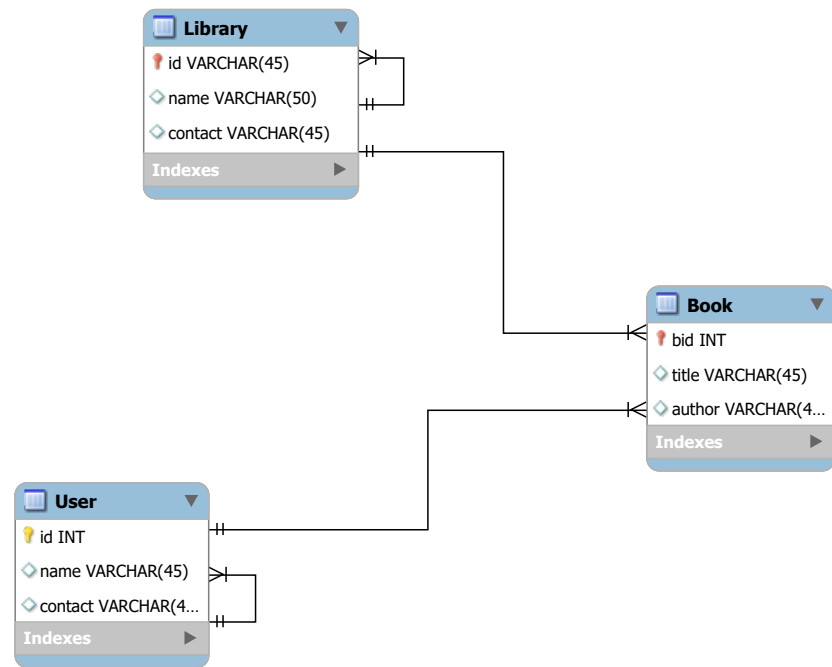 Library
id VARCHAR(45)
name VARCHAR(50)
contact VARCHAR(45)
Indexes
Book
bid INT
title VARCHAR(45)
author VARCHAR(4...
Indexes
User
id INT
name VARCHAR(45)
contact VARCHAR(4...
Indexes